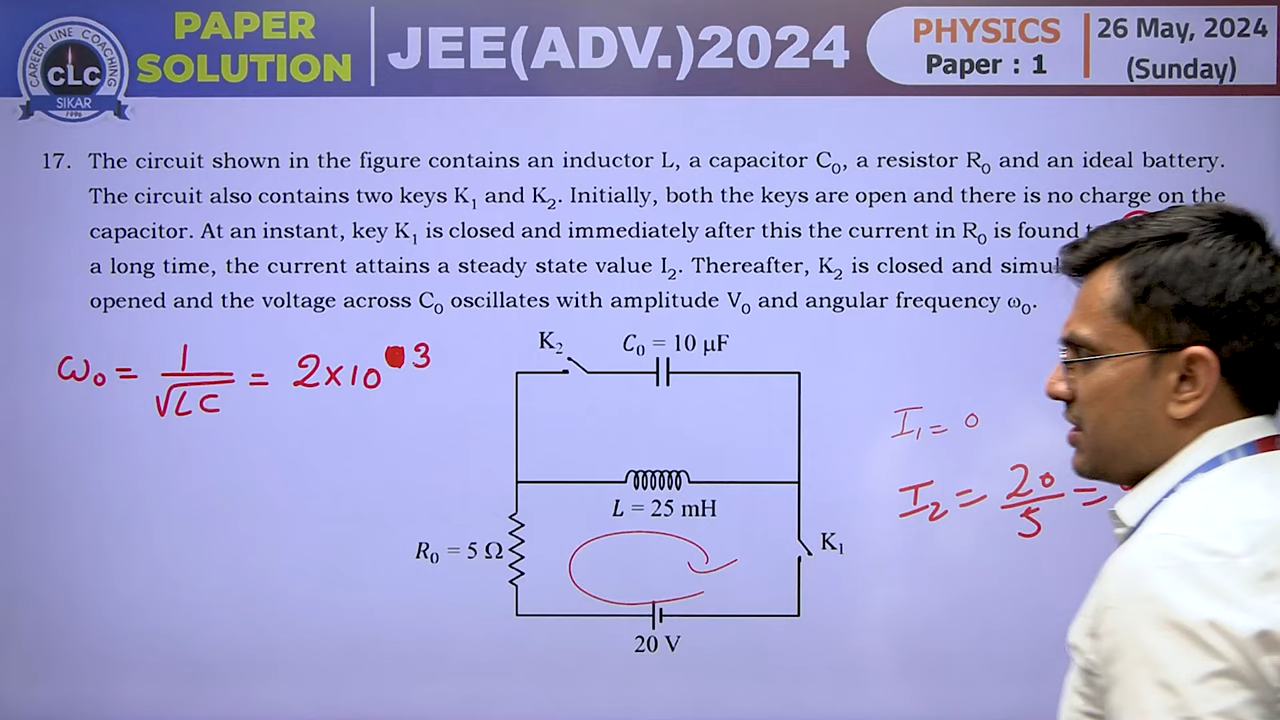 CAREER LINE COACHING
CLC
SIKAR
1996
PAPER
SOLUTION
JEE(ADV.)2024
PHYSICS
Paper : 1
26 May, 2024
(Sunday)
17. The circuit shown in the figure contains an inductor L, a capacitor C₀, a resistor R₀ and an ideal battery.
The circuit also contains two keys K₁ and K₂. Initially, both the keys are open and there is no charge on the
capacitor. At an instant, key K₁ is closed and immediately after this the current in R₀ is found
a long time, the current attains a steady state value I₂. Thereafter, K₂ is closed and
opened and the voltage across C₀ oscillates with amplitude V₀ and angular frequency ω₀.
ω₀ = 1/√LC = 2×10³
K₂
C₀ = 10 μF
I₁ = 0
I₂ = 20/5 =
L = 25 mH
R₀ = 5 Ω
K₁
20 V